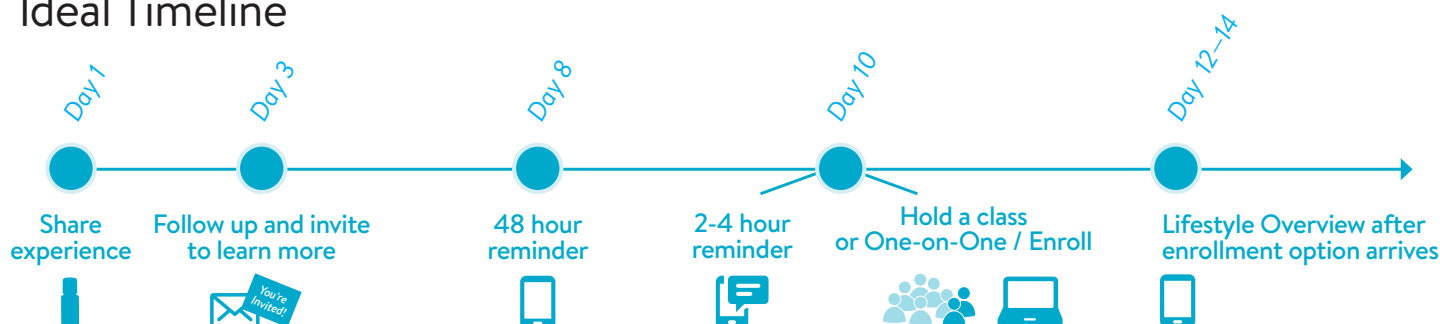 Ideal Timeline
Day 1
Day 3
Day 8
Day 10
Day 12–14
Share
experience
Follow up and invite
to learn more
48 hour
reminder
2-4 hour
reminder
Hold a class
or One-on-One / Enroll
Lifestyle Overview after
enrollment option arrives
You're
Invited!